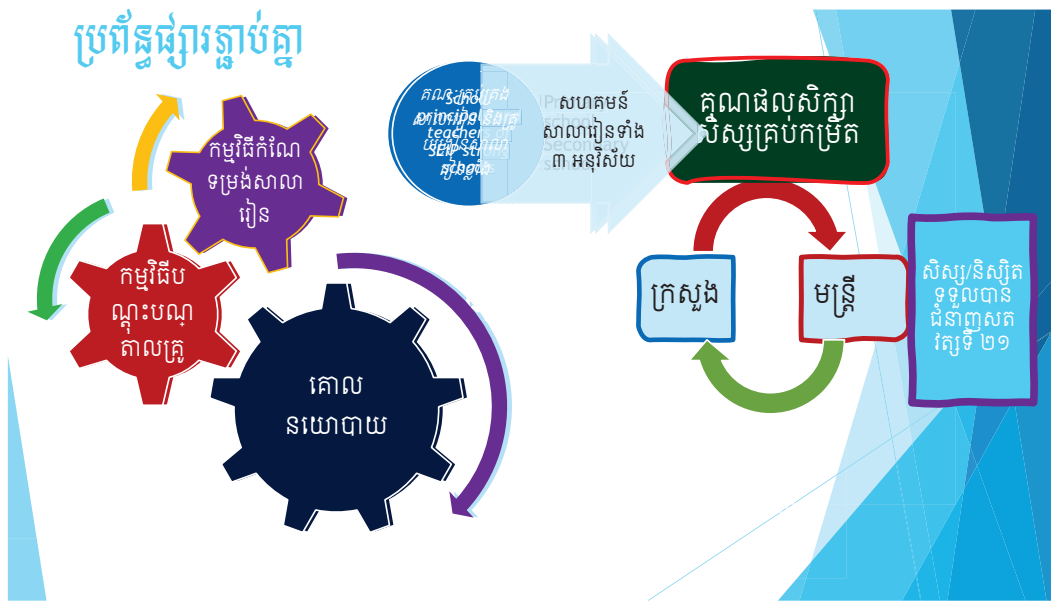 ប្រព័ន្ធផ្សារភ្ជាប់គ្នា
កម្មវិធីកំណែ
ទម្រង់សាលា
រៀន
កម្មវិធីប
ណ្តុះបណ្
តាលគ្រូ
គោល
នយោបាយ
សហគមន៍
សាលារៀនទាំង
៣ អនុវិស័យ
គុណផលសិក្សា
សិស្សគ្រប់កម្រិត
ក្រសួង
មន្ត្រី
សិស្ស/និស្សិត
ទទួលបាន
ជំនាញសត
វត្សទី ២១